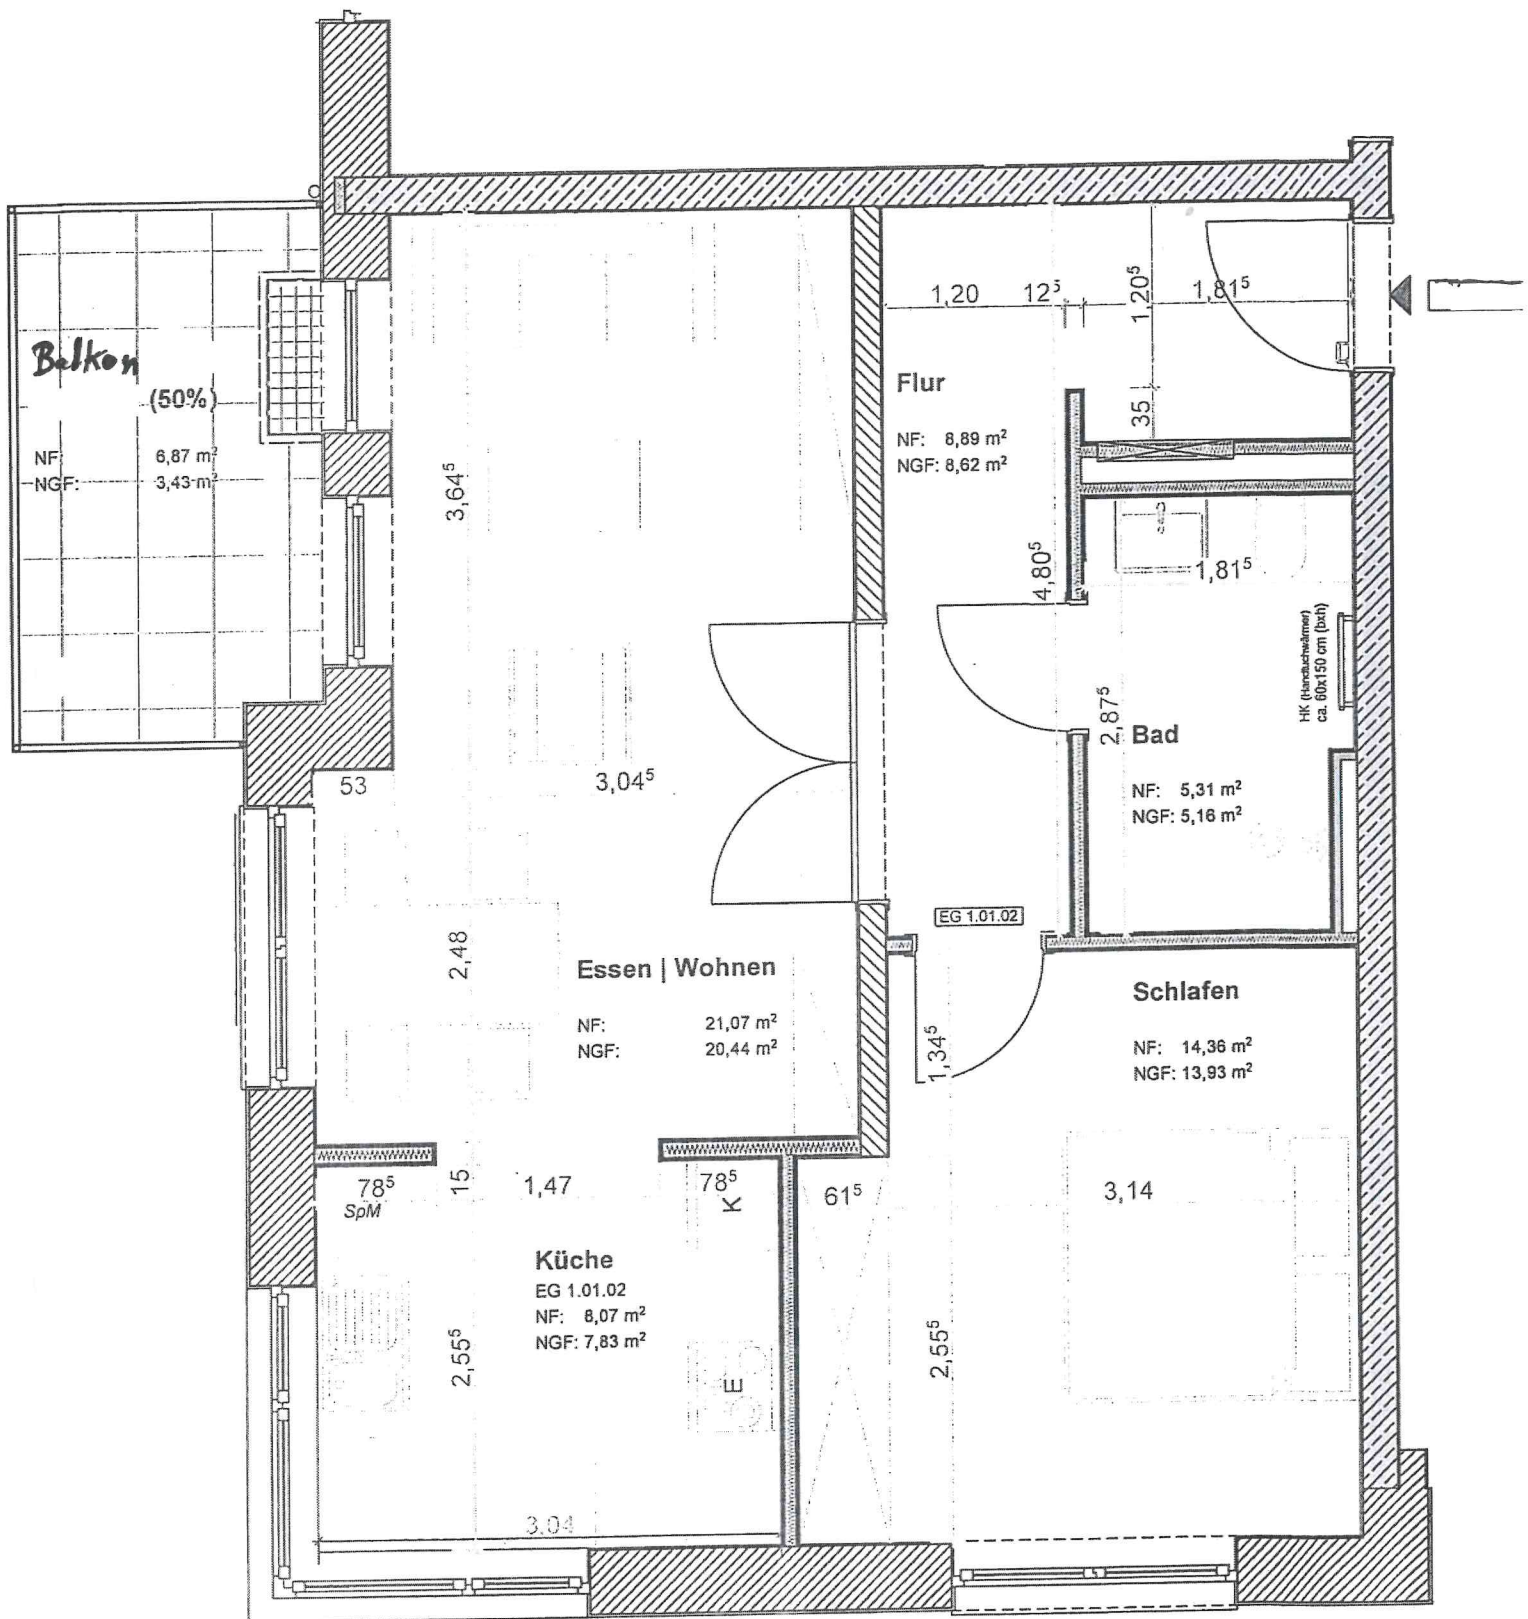 1,20
12⁵
1,20⁵
1,81⁵
35
Balkon
(50%)
NF: 6,87 m²
NGF: 3,43 m²
Flur
NF: 8,89 m²
NGF: 8,62 m²
3,64⁵
4,80⁵
1,81⁵
HK (Handtuchwärmer)
ca. 60x150 cm (bxh)
2,87⁵
Bad
NF: 5,31 m²
NGF: 5,16 m²
53
3,04⁵
EG 1.01.02
2,48
Essen | Wohnen
NF: 21,07 m²
NGF: 20,44 m²
Schlafen
NF: 14,36 m²
NGF: 13,93 m²
1,34⁵
78⁵
SpM
15
1,47
78⁵
K
61⁵
3,14
Küche
EG 1.01.02
NF: 8,07 m²
NGF: 7,83 m²
2,55⁵
E
2,55⁵
3,04